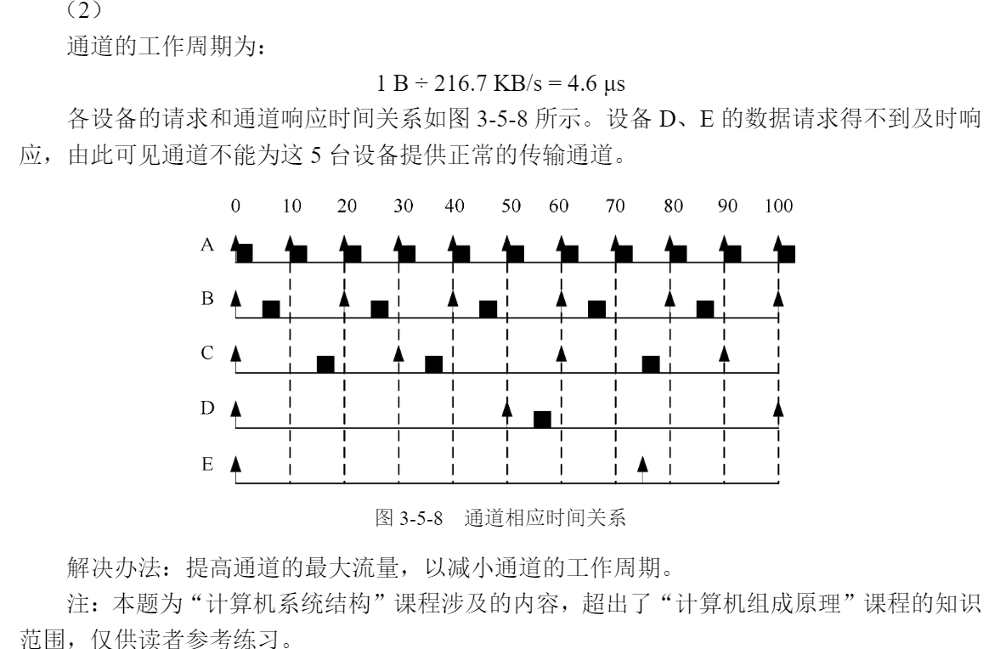 （2）
通道的工作周期为：
1 B ÷ 216.7 KB/s = 4.6 μs
各设备的请求和通道响应时间关系如图 3-5-8 所示。设备 D、E 的数据请求得不到及时响
应，由此可见通道不能为这 5 台设备提供正常的传输通道。
0 10 20 30 40 50 60 70 80 90 100
A
B
C
D
E
图 3-5-8 通道相应时间关系
解决办法：提高通道的最大流量，以减小通道的工作周期。
注：本题为“计算机系统结构”课程涉及的内容，超出了“计算机组成原理”课程的知识
范围，仅供读者参考练习。